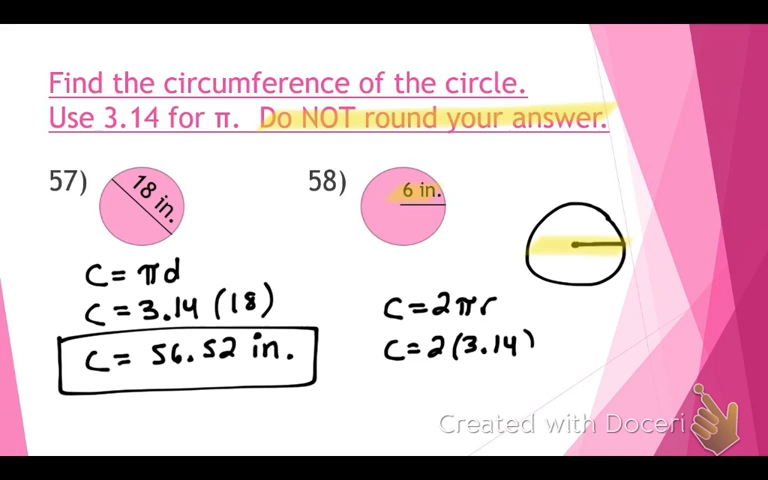 Find the circumference of the circle.
Use 3.14 for π. Do NOT round your answer.
57)
18 in.
58)
6 in.
C = πd
C = 3.14 (18)
C = 56.52 in.
C = 2πr
C = 2(3.14)
Created with Doceri